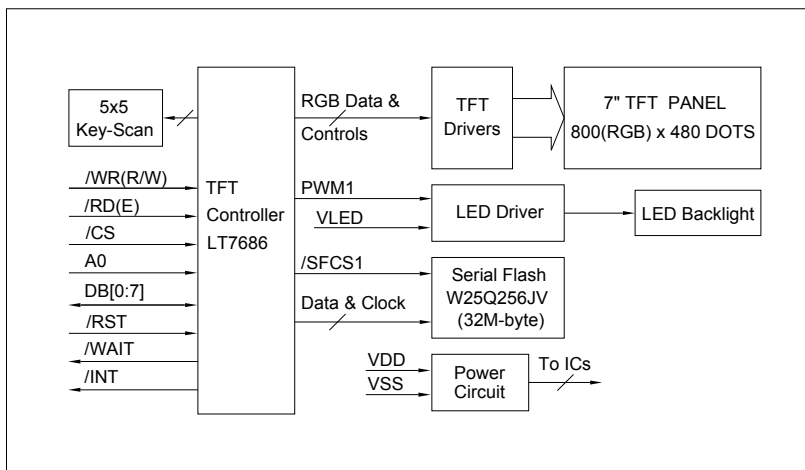 5x5
Key-Scan
/WR(R/W)
/RD(E)
/CS
A0
DB[0:7]
/RST
/WAIT
/INT
TFT
Controller
LT7686
RGB Data &
Controls
TFT
Drivers
7" TFT PANEL
800(RGB) x 480 DOTS
PWM1
VLED
LED Driver
LED Backlight
/SFCS1
Data & Clock
Serial Flash
W25Q256JV
(32M-byte)
VDD
VSS
Power
Circuit
To ICs